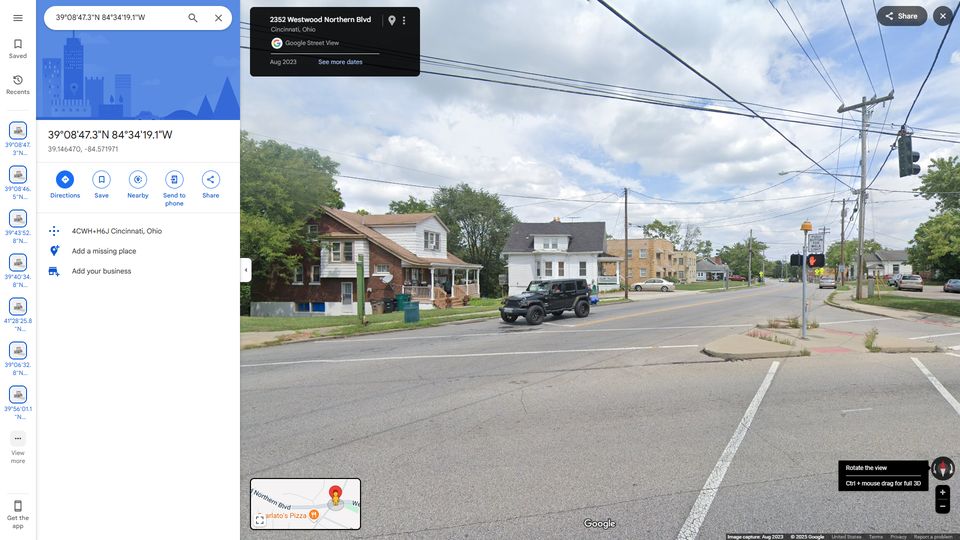 39°08'47.3"N 84°34'19.1"W
Saved
Recents
39°08'47.
3"N...
39°08'46.
5"N...
39°43'52.
8"N...
39°40'34.
8"N...
41°28'25.8
"N...
39°06'32.
8"N...
39°56'01.1
"N...
View
more
Get the
app
39°08'47.3"N 84°34'19.1"W
39.146470, -84.571971
Directions
Save
Nearby
Send to
phone
Share
4CWH+H6J Cincinnati, Ohio
Add a missing place
Add your business
2352 Westwood Northern Blvd
Cincinnati, Ohio
Google Street View
Aug 2023
See more dates
Share
Northern Blvd
We
arlato's Pizza
Rotate the view
Ctrl + mouse drag for full 3D
Google
Image capture: Aug 2023
© 2025 Google
United States
Terms
Privacy
Report a problem